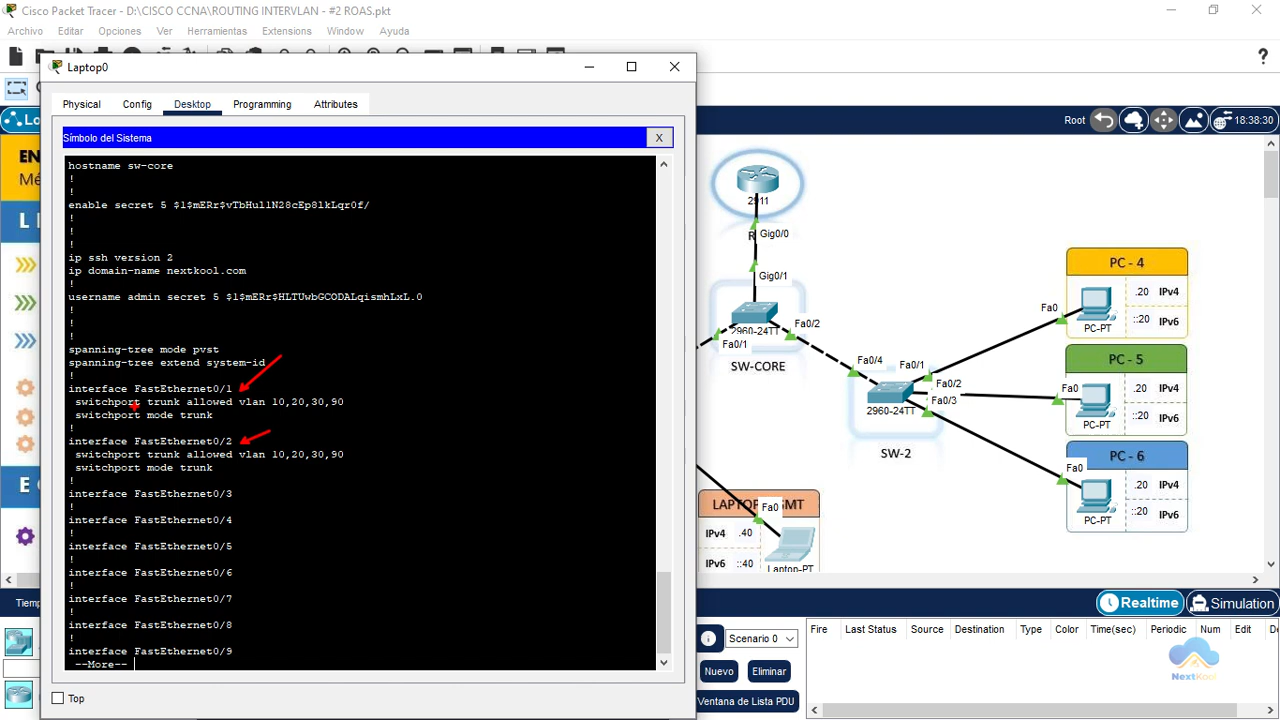 Cisco Packet Tracer - D:\CISCO CCNA\ROUTING INTERVLAN - #2 ROAS.pkt
Archivo Editar Opciones Ver Herramientas Extensions Window Ayuda
?
Laptop0
Physical Config Desktop Programming Attributes
Símbolo del Sistema
X
hostname sw-core
!
!
enable secret 5 $1$mERr$vTbHul1N28cEp8lkLqr0f/
!
!
!
ip ssh version 2
ip domain-name nextkool.com
!
username admin secret 5 $1$mERr$HLTUwbGCODALqismhLxL.0
!
!
!
spanning-tree mode pvst
spanning-tree extend system-id
!
interface FastEthernet0/1
switchport trunk allowed vlan 10,20,30,90
switchport mode trunk
!
interface FastEthernet0/2
switchport trunk allowed vlan 10,20,30,90
switchport mode trunk
!
interface FastEthernet0/3
!
interface FastEthernet0/4
!
interface FastEthernet0/5
!
interface FastEthernet0/6
!
interface FastEthernet0/7
!
interface FastEthernet0/8
!
interface FastEthernet0/9
--More--
Top
Root
18:38:30
2911
Gig0/0
Gig0/1
2960-24TT
Fa0/1
Fa0/2
SW-CORE
Fa0/4
Fa0/1
Fa0/2
Fa0/3
2960-24TT
SW-2
PC - 4
Fa0
PC-PT
.20 IPv4
::20 IPv6
PC - 5
Fa0
PC-PT
.20 IPv4
::20 IPv6
PC - 6
Fa0
PC-PT
.20 IPv4
::20 IPv6
Fa0
IPv4 .40
IPv6 ::40
Laptop-PT
Realtime Simulation
Scenario 0
Nuevo Eliminar
Ventana de Lista PDU
Fire Last Status Source Destination Type Color Time(sec) Periodic Num Edit
NextKool